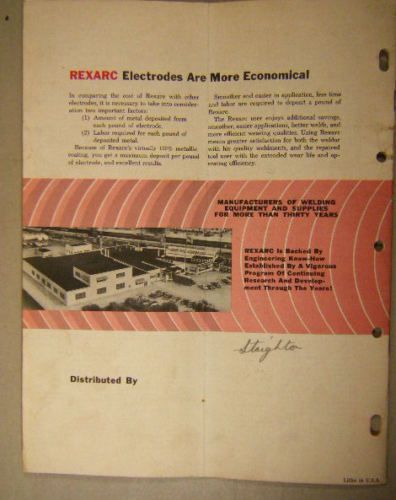 REXARC Electrodes Are More Economical
In comparing the cost of Rexarc with other
electrodes, it is necessary to take into consider-
ation two important factors:
(1) Amount of metal deposited from
each pound of electrode.
(2) Labor required for each pound of
deposited metal.
Because of Rexarc's virtually 100% metallic
coating, you get a maximum deposit per pound
of electrode, and excellent results.
Smoother and easier in application, less time
and labor are required to deposit a pound of
Rexarc.
The Rexarc user enjoys additional savings,
smoother, easier applications, better welds, and
more efficient wearing qualities. Using Rexarc
means greater satisfaction for both the welder
with his quality weldments, and the repaired
tool user with the extended wear life and op-
erating efficiency.
MANUFACTURERS OF WELDING
EQUIPMENT AND SUPPLIES
FOR MORE THAN THIRTY YEARS
REXARC Is Backed By
Engineering Know-How
Established By A Vigorous
Program Of Continuing
Research And Develop-
ment Through The Years!
Staighton
Distributed By
Litho in U.S.A.